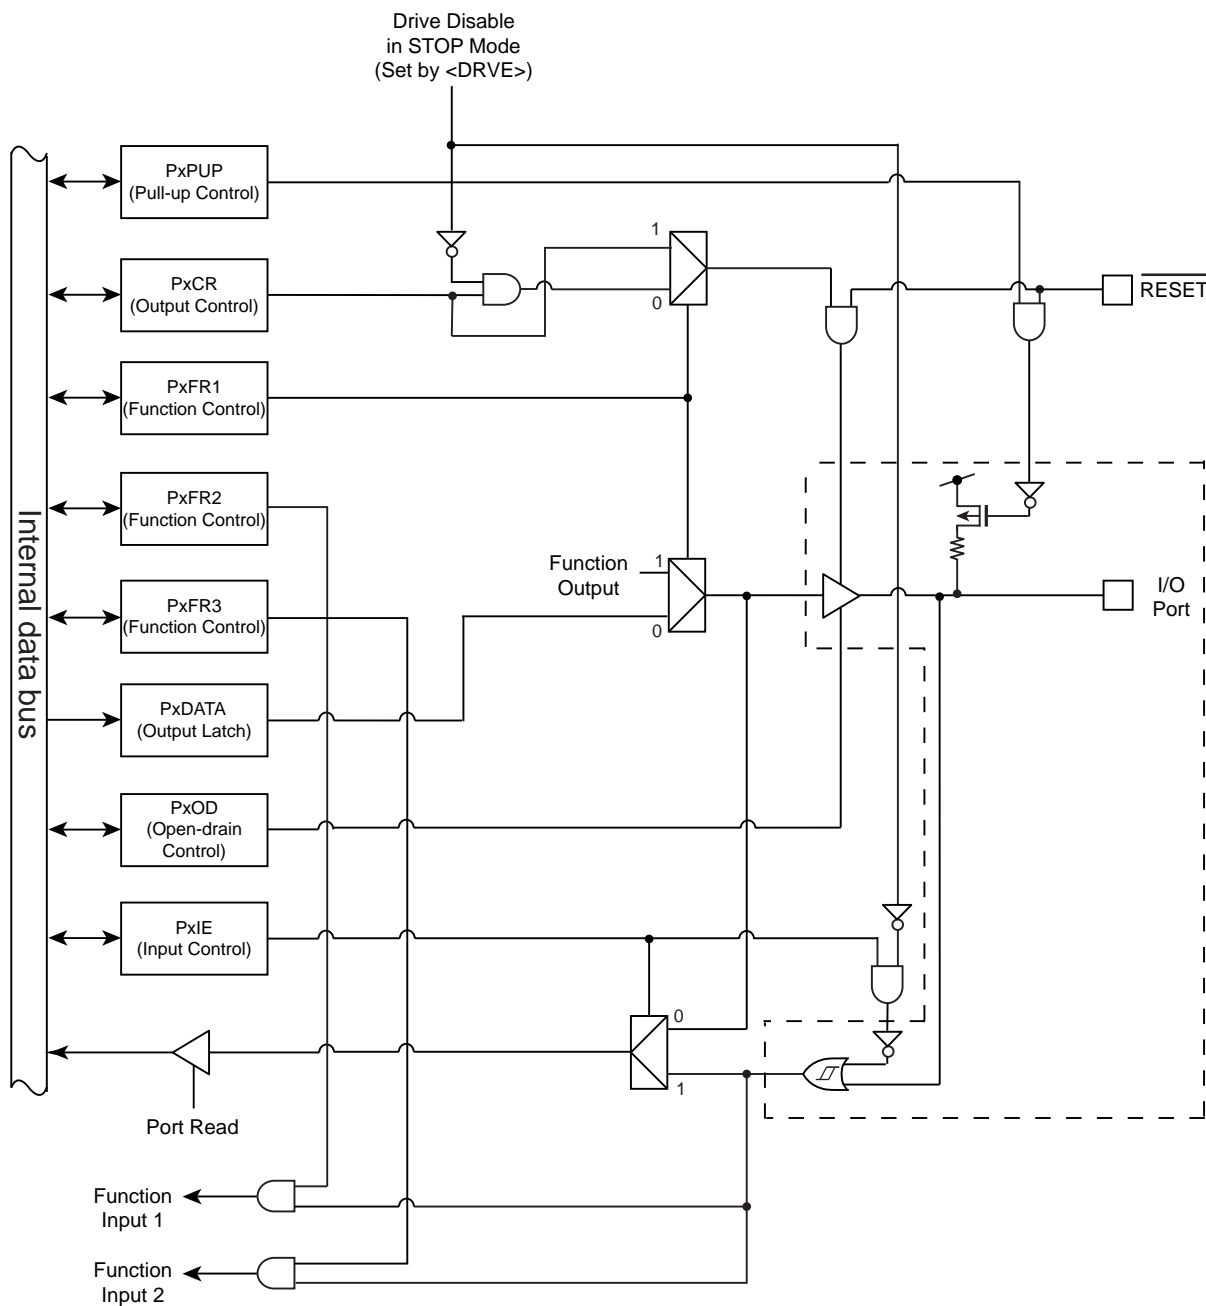 Drive Disable
in STOP Mode
(Set by <DRVE>)
PxPUP
(Pull-up Control)
1
PxCR
(Output Control)
0
RESET
PxFR1
(Function Control)
PxFR2
(Function Control)
Internal data bus
Function
Output
1
0
I/O
Port
PxFR3
(Function Control)
PxDATA
(Output Latch)
PxOD
(Open-drain
Control)
PxIE
(Input Control)
0
1
Port Read
Function
Input 1
Function
Input 2